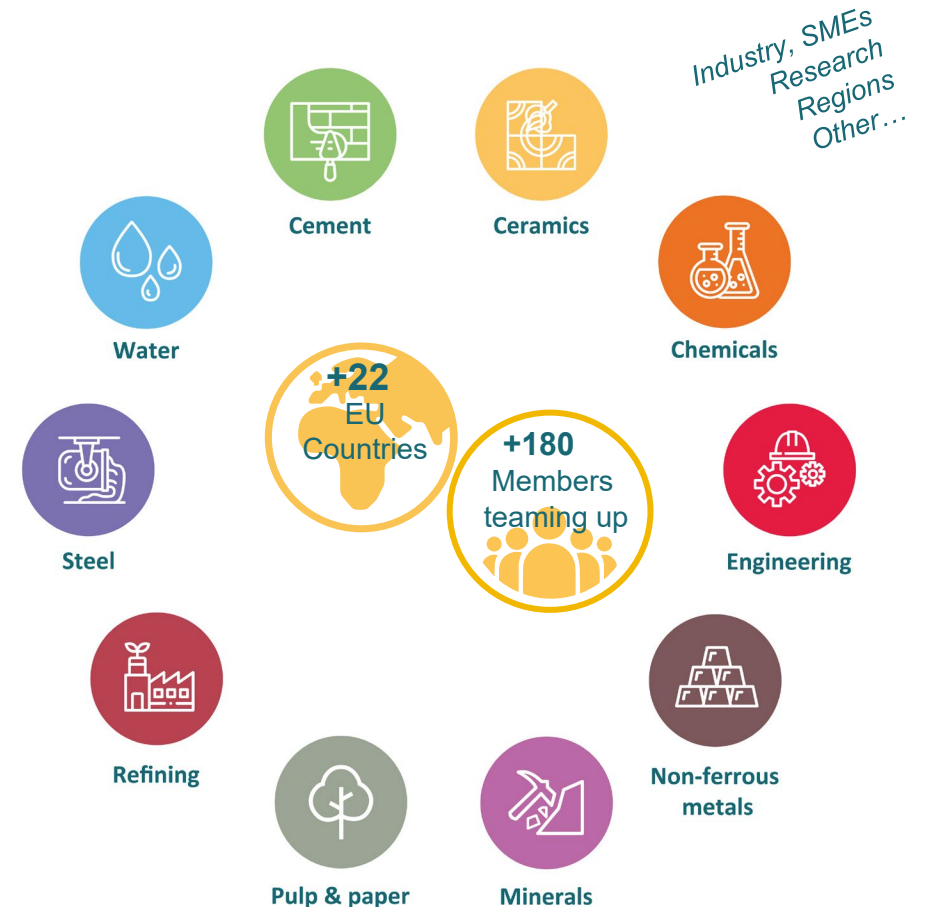 Industry, SMEs
Research
Regions
Other…
Cement
Ceramics
Water
Chemicals
+22
EU
Countries
+180
Members
teaming up
Steel
Engineering
Refining
Non-ferrous
metals
Pulp & paper
Minerals